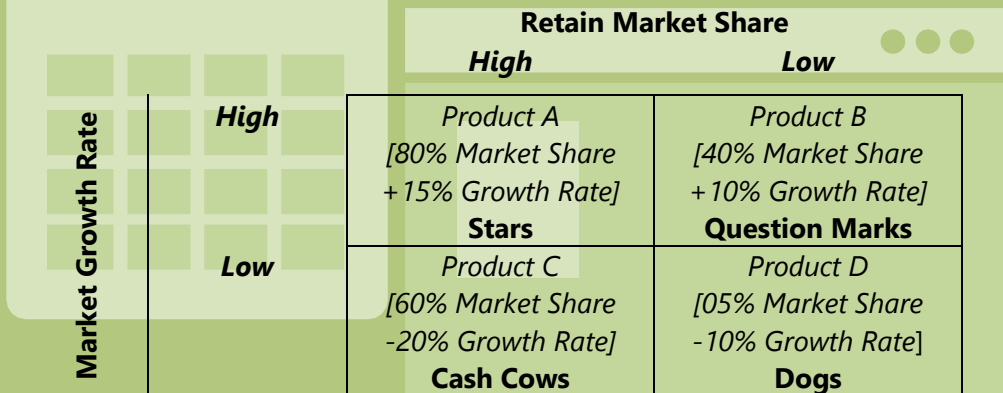 Retain Market Share
High Low
Market Growth Rate
High
Product A
[80% Market Share
+15% Growth Rate]
Stars
Product B
[40% Market Share
+10% Growth Rate]
Question Marks
Low
Product C
[60% Market Share
-20% Growth Rate]
Cash Cows
Product D
[05% Market Share
-10% Growth Rate]
Dogs